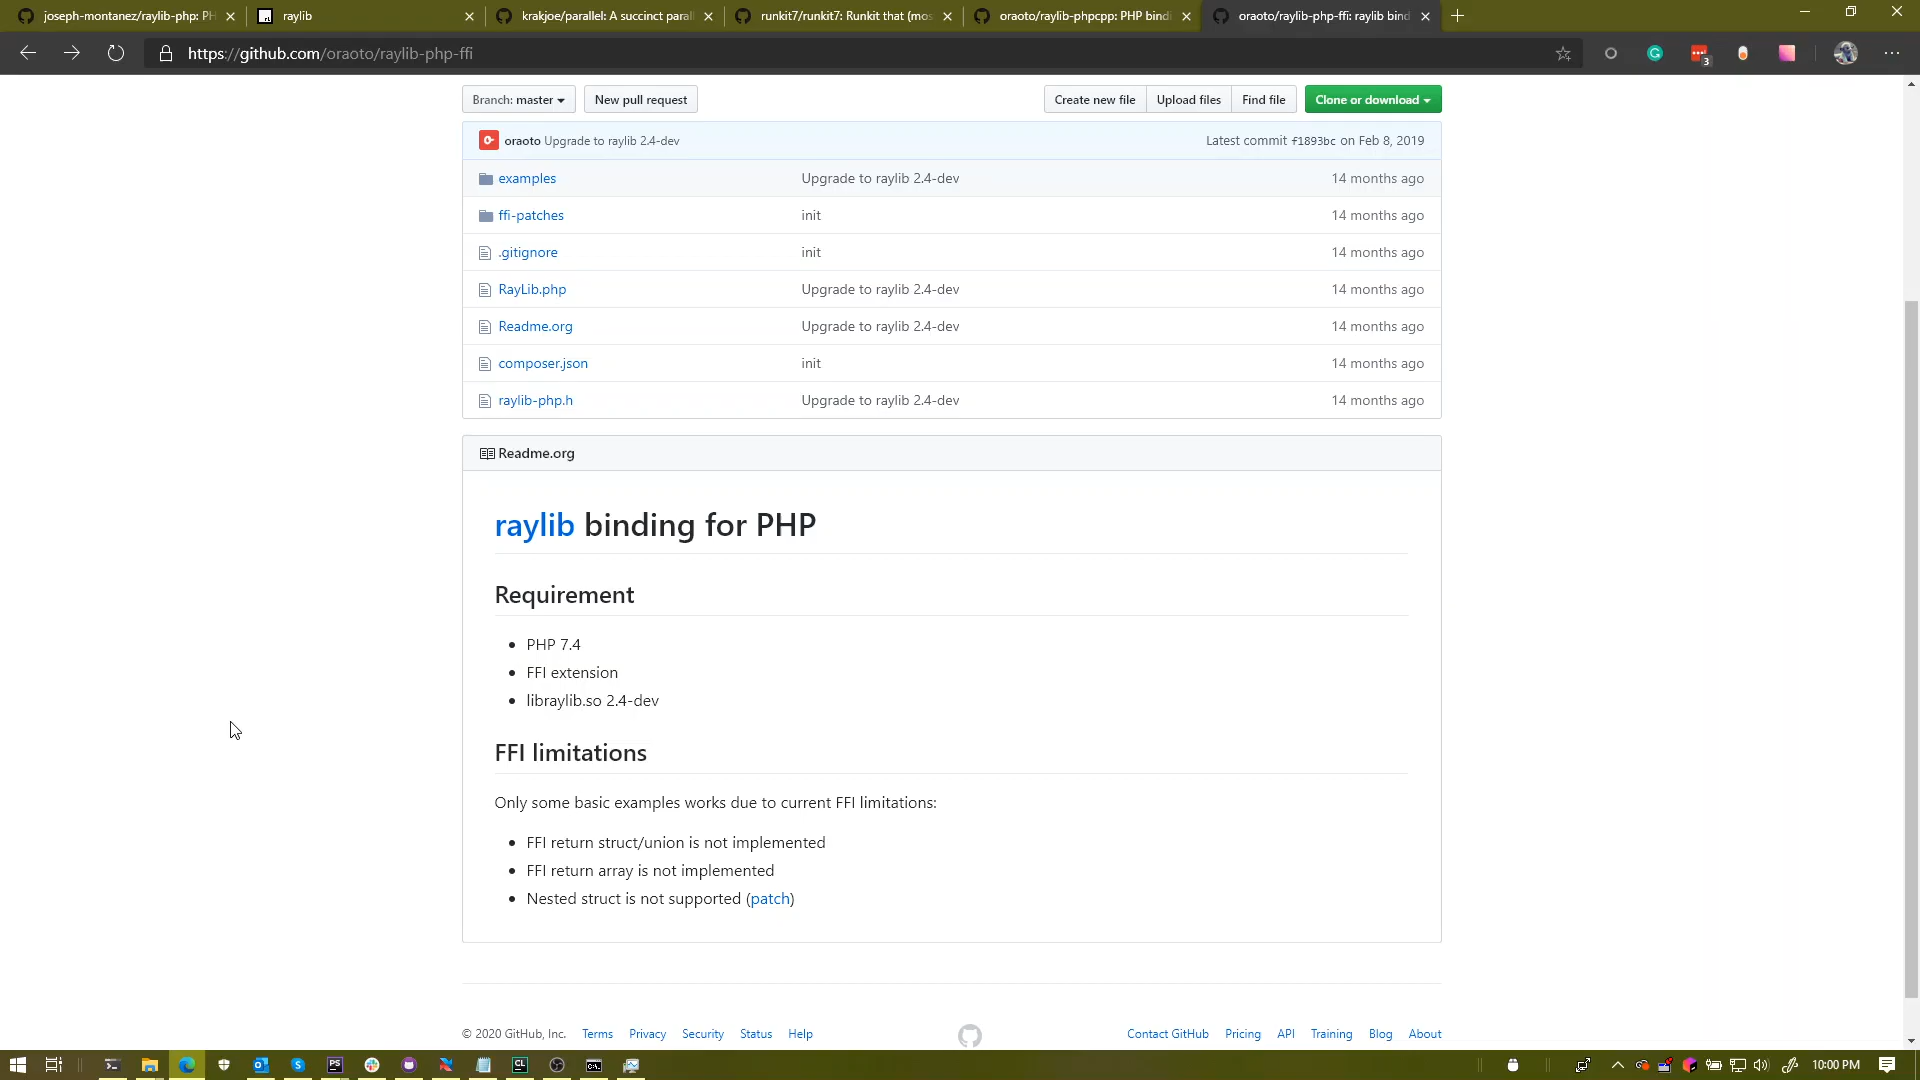 joseph-montanez/raylib-php: PH
raylib
krakjoe/parallel: A succinct parall
runkit7/runkit7: Runkit that (mos
oraoto/raylib-phpcpp: PHP bindi
oraoto/raylib-php-ffi: raylib bind
https://github.com/oraoto/raylib-php-ffi
3
Branch: master
New pull request
Create new file
Upload files
Find file
Clone or download
oraoto Upgrade to raylib 2.4-dev
Latest commit f1893bc on Feb 8, 2019
examples Upgrade to raylib 2.4-dev 14 months ago
ffi-patches init 14 months ago
.gitignore init 14 months ago
RayLib.php Upgrade to raylib 2.4-dev 14 months ago
Readme.org Upgrade to raylib 2.4-dev 14 months ago
composer.json init 14 months ago
raylib-php.h Upgrade to raylib 2.4-dev 14 months ago
Readme.org
raylib binding for PHP
Requirement
PHP 7.4
FFI extension
libraylib.so 2.4-dev
FFI limitations
Only some basic examples works due to current FFI limitations:
FFI return struct/union is not implemented
FFI return array is not implemented
Nested struct is not supported (patch)
© 2020 GitHub, Inc. Terms Privacy Security Status Help
Contact GitHub Pricing API Training Blog About
10:00 PM